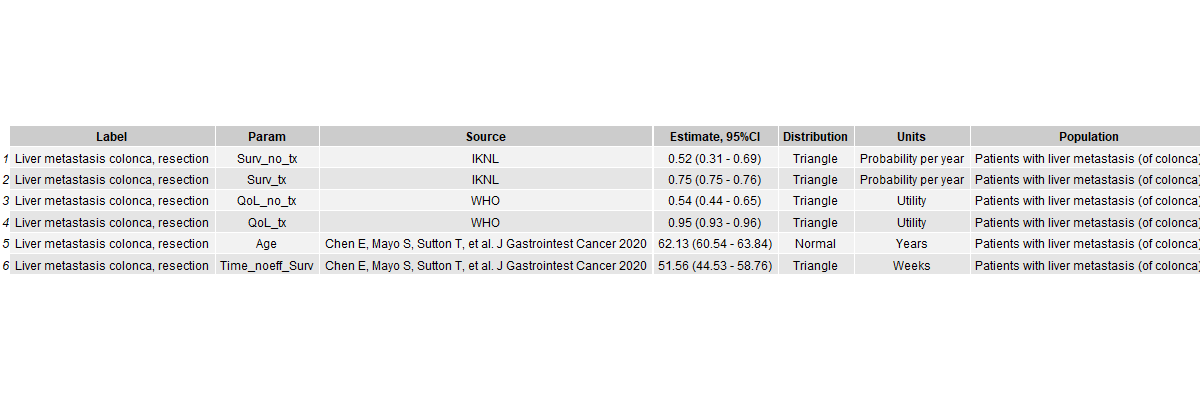 Label Param Source Estimate, 95%CI Distribution Units Population
1 Liver metastasis colonca, resection Surv_no_tx IKNL 0.52 (0.31 - 0.69) Triangle Probability per year Patients with liver metastasis (of colonca)
2 Liver metastasis colonca, resection Surv_tx IKNL 0.75 (0.75 - 0.76) Triangle Probability per year Patients with liver metastasis (of colonca)
3 Liver metastasis colonca, resection QoL_no_tx WHO 0.54 (0.44 - 0.65) Triangle Utility Patients with liver metastasis (of colonca)
4 Liver metastasis colonca, resection QoL_tx WHO 0.95 (0.93 - 0.96) Triangle Utility Patients with liver metastasis (of colonca)
5 Liver metastasis colonca, resection Age Chen E, Mayo S, Sutton T, et al. J Gastrointest Cancer 2020 62.13 (60.54 - 63.84) Normal Years Patients with liver metastasis (of colonca)
6 Liver metastasis colonca, resection Time_noeff_Surv Chen E, Mayo S, Sutton T, et al. J Gastrointest Cancer 2020 51.56 (44.53 - 58.76) Triangle Weeks Patients with liver metastasis (of colonca)